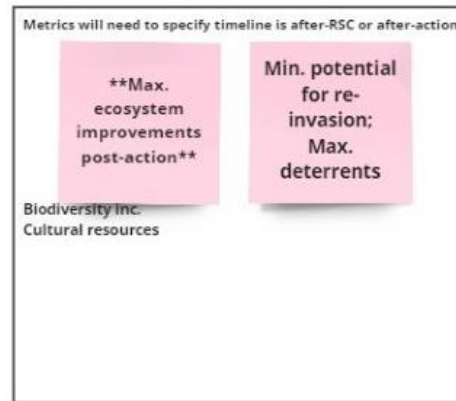 Metrics will need to specify timeline is after-RSC or after-action
**Max.
ecosystem
improvements
post-action**
Min. potential
for re-
invasion;
Max.
deterrents
Biodiversity inc.
Cultural resources